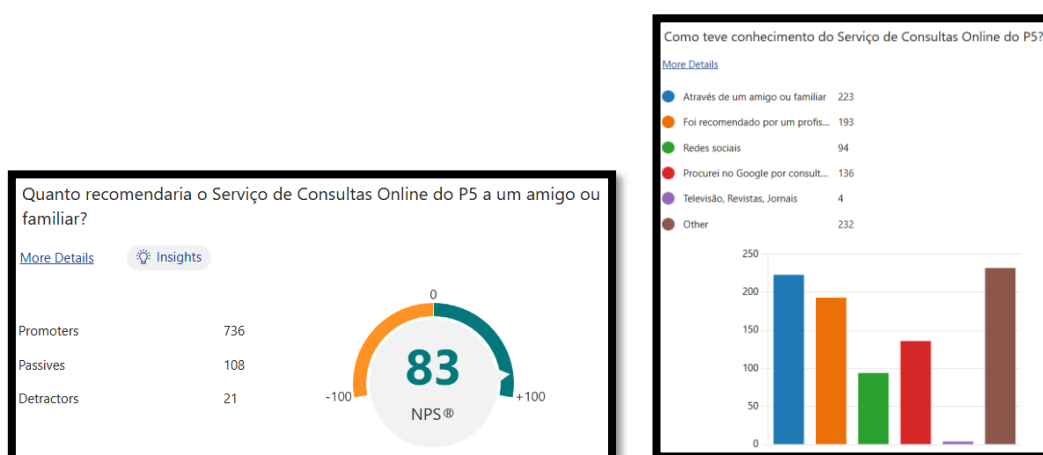 Quanto recomendaria o Serviço de Consultas Online do P5 a um amigo ou
familiar?
More Details
Insights
Promoters 736
Passives 108
Detractors 21
0
-100
+100
83
NPS®
Como teve conhecimento do Serviço de Consultas Online do P5?
More Details
Através de um amigo ou familiar 223
Foi recomendado por um profis... 193
Redes sociais 94
Procurei no Google por consult... 136
Televisão, Revistas, Jornais 4
Other 232
250
200
150
100
50
0